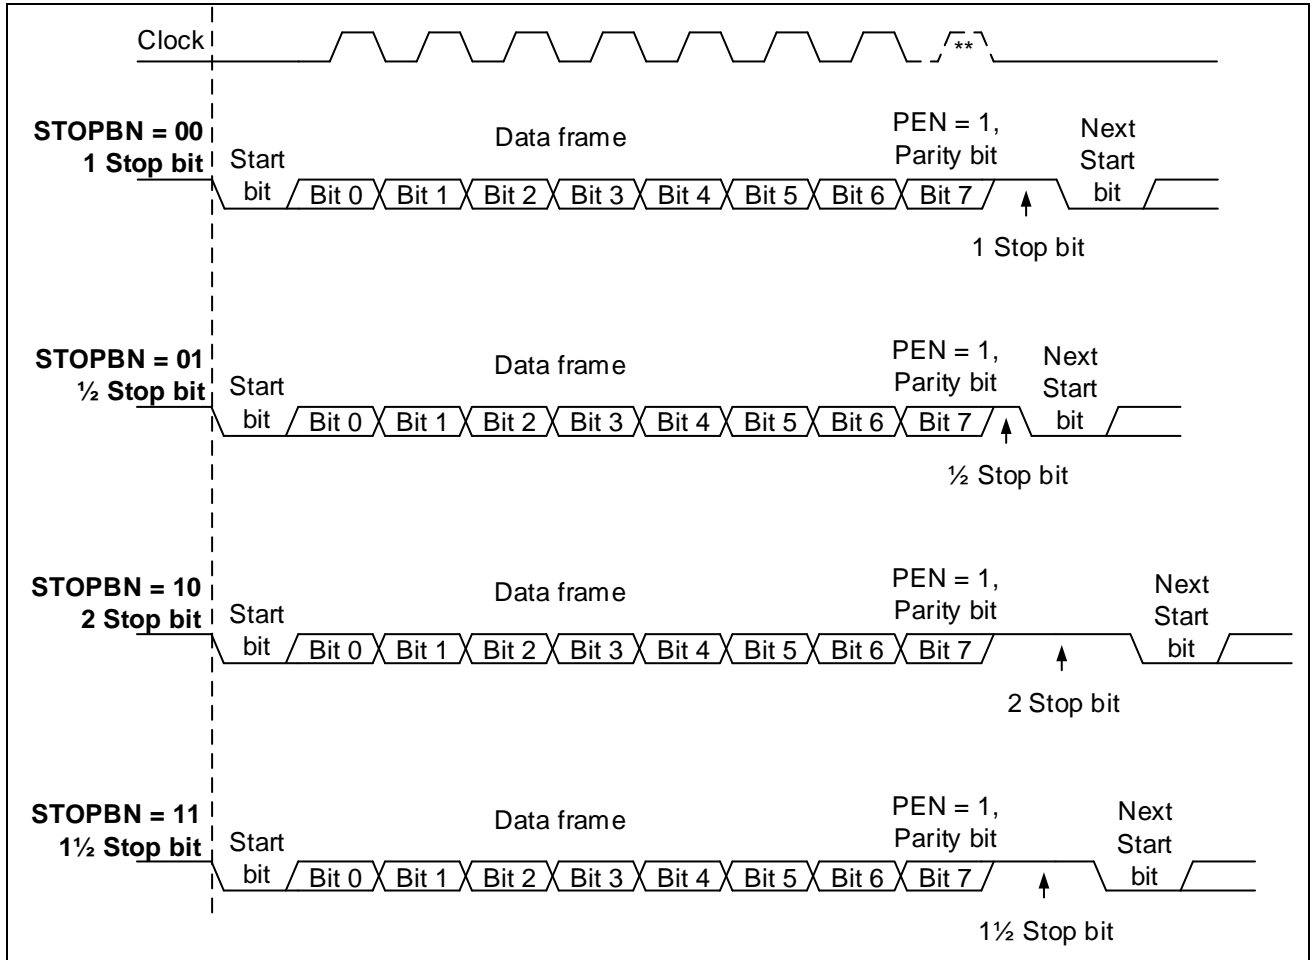 Clock
**
STOPBN = 00
1 Stop bit
Start
bit
Data frame
PEN = 1,
Parity bit
Next
Start
bit
Bit 0 Bit 1 Bit 2 Bit 3 Bit 4 Bit 5 Bit 6 Bit 7
1 Stop bit
STOPBN = 01
½ Stop bit
Start
bit
Data frame
PEN = 1,
Parity bit
Next
Start
bit
Bit 0 Bit 1 Bit 2 Bit 3 Bit 4 Bit 5 Bit 6 Bit 7
½ Stop bit
STOPBN = 10
2 Stop bit
Start
bit
Data frame
PEN = 1,
Parity bit
Next
Start
bit
Bit 0 Bit 1 Bit 2 Bit 3 Bit 4 Bit 5 Bit 6 Bit 7
2 Stop bit
STOPBN = 11
1½ Stop bit
Start
bit
Data frame
PEN = 1,
Parity bit
Next
Start
bit
Bit 0 Bit 1 Bit 2 Bit 3 Bit 4 Bit 5 Bit 6 Bit 7
1½ Stop bit